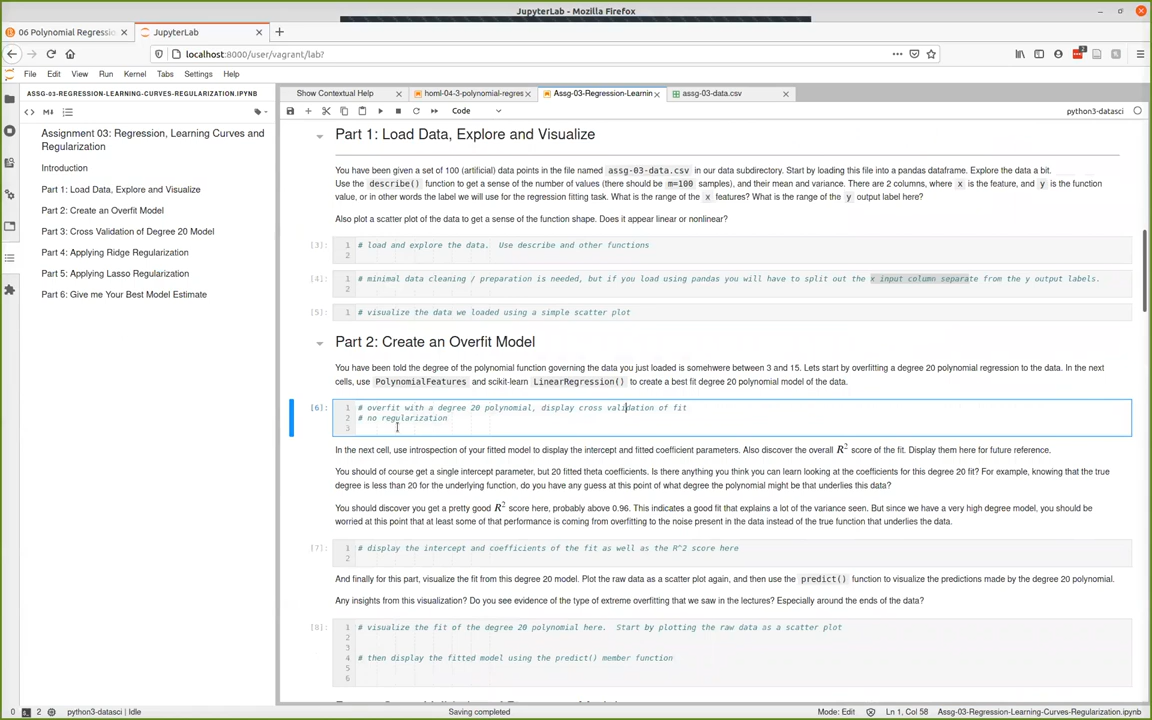 JupyterLab - Mozilla Firefox
06 Polynomial Regressio
JupyterLab
localhost:8000/user/vagrant/lab?
2
File Edit View Run Kernel Tabs Settings Help
ASSG-03-REGRESSION-LEARNING-CURVES-REGULARIZATION.IPYNB
Show Contextual Help
homl-04-3-polynomial-regres
Assg-03-Regression-Learnin
assg-03-data.csv
Code
python3-datasci
Assignment 03: Regression, Learning Curves and
Regularization
Introduction
Part 1: Load Data, Explore and Visualize
Part 2: Create an Overfit Model
Part 3: Cross Validation of Degree 20 Model
Part 4: Applying Ridge Regularization
Part 5: Applying Lasso Regularization
Part 6: Give me Your Best Model Estimate
Part 1: Load Data, Explore and Visualize
You have been given a set of 100 (artificial) data points in the file named assg-03-data.csv in our data subdirectory. Start by loading this file into a pandas dataframe. Explore the data a bit.
Use the describe() function to get a sense of the number of values (there should be m=100 samples), and their mean and variance. There are 2 columns, where x is the feature, and y is the function
value, or in other words the label we will use for the regression fitting task. What is the range of the x features? What is the range of the y output label here?
Also plot a scatter plot of the data to get a sense of the function shape. Does it appear linear or nonlinear?
[3]: 1 # load and explore the data. Use describe and other functions
2
[4]: 1 # minimal data cleaning / preparation is needed, but if you load using pandas you will have to split out the x input column separate from the y output labels.
2
[5]: 1 # visualize the data we loaded using a simple scatter plot
Part 2: Create an Overfit Model
You have been told the degree of the polynomial function governing the data you just loaded is somehwere between 3 and 15. Lets start by overfitting a degree 20 polynomial regression to the data. In the next
cells, use PolynomialFeatures and scikit-learn LinearRegression() to create a best fit degree 20 polynomial model of the data.
[6]: 1 # overfit with a degree 20 polynomial, display cross validation of fit
2 # no regularization
3
In the next cell, use introspection of your fitted model to display the intercept and fitted coefficient parameters. Also discover the overall R² score of the fit. Display them here for future reference.
You should of course get a single intercept parameter, but 20 fitted theta coefficients. Is there anything you think you can learn looking at the coefficients for this degree 20 fit? For example, knowing that the true
degree is less than 20 for the underlying function, do you have any guess at this point of what degree the polynomial might be that underlies this data?
You should discover you get a pretty good R² score here, probably above 0.96. This indicates a good fit that explains a lot of the variance seen. But since we have a very high degree model, you should be
worried at this point that at least some of that performance is coming from overfitting to the noise present in the data instead of the true function that underlies the data.
[7]: 1 # display the intercept and coefficients of the fit as well as the R^2 score here
2
And finally for this part, visualize the fit from this degree 20 model. Plot the raw data as a scatter plot again, and then use the predict() function to visualize the predictions made by the degree 20 polynomial.
Any insights from this visualization? Do you see evidence of the type of extreme overfitting that we saw in the lectures? Especially around the ends of the data?
[8]: 1 # visualize the fit of the degree 20 polynomial here. Start by plotting the raw data as a scatter plot
2
3
4 # then display the fitted model using the predict() member function
5
6
0 2 python3-datasci | Idle
Saving completed
Mode: Edit
Ln 1, Col 58
Assg-03-Regression-Learning-Curves-Regularization.ipynb